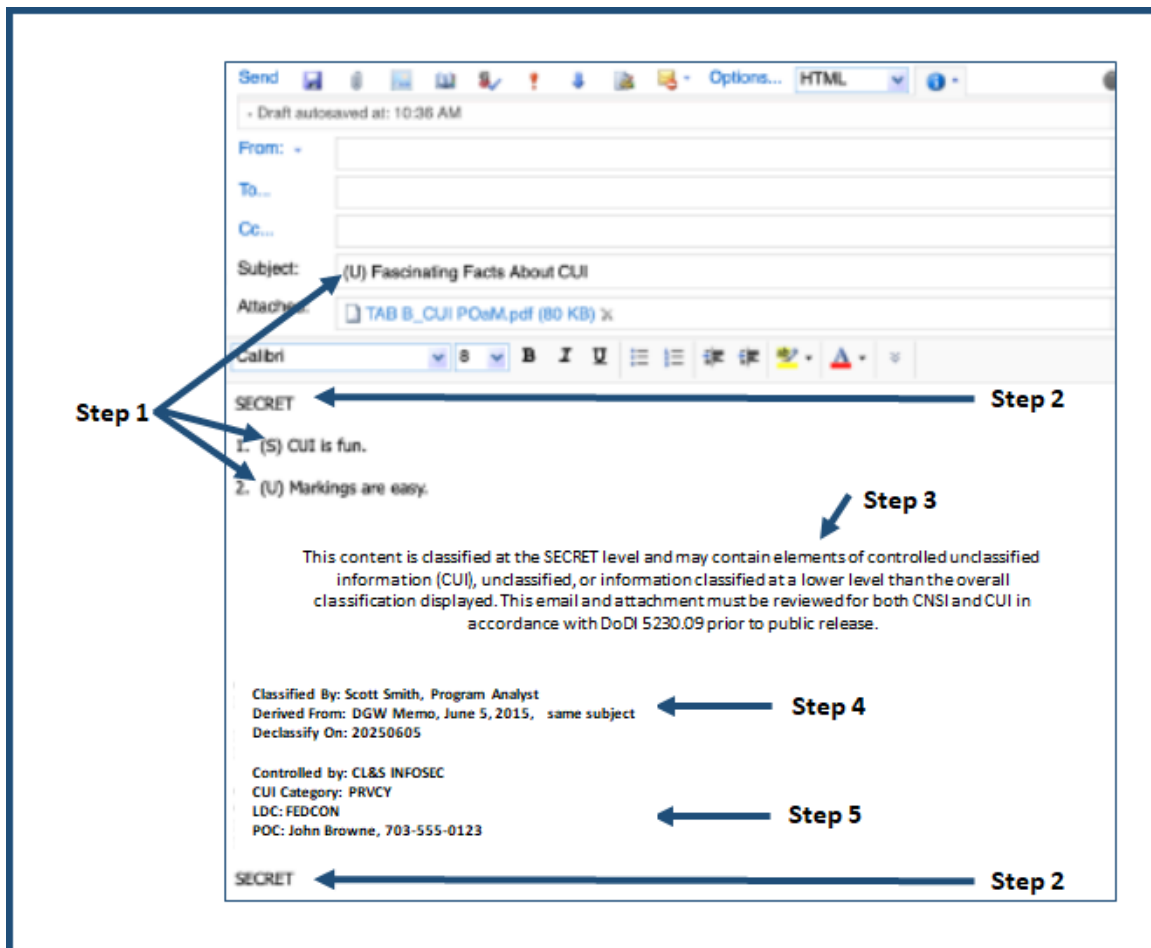 Send Options... HTML
- Draft autosaved at: 10:36 AM
From:
To...
Cc...
Subject: (U) Fascinating Facts About CUI
Attached: TAB B_CUI POaM.pdf (80 KB)
Calibri 8 B I U A
SECRET
Step 2
Step 1
1. (S) CUI is fun.
2. (U) Markings are easy.
Step 3
This content is classified at the SECRET level and may contain elements of controlled unclassified
information (CUI), unclassified, or information classified at a lower level than the overall
classification displayed. This email and attachment must be reviewed for both CNSI and CUI in
accordance with DoDI 5230.09 prior to public release.
Classified By: Scott Smith, Program Analyst
Derived From: DGW Memo, June 5, 2015, same subject
Declassify On: 20250605
Step 4
Controlled by: CL&S INFOSEC
CUI Category: PRVCY
LDC: FEDCON
POC: John Browne, 703-555-0123
Step 5
SECRET
Step 2